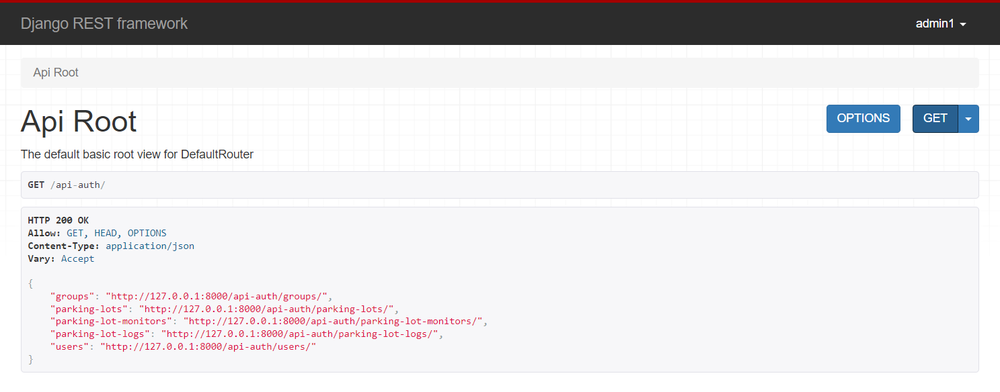 Django REST framework
admin1
Api Root
Api Root
OPTIONS
GET
The default basic root view for DefaultRouter
GET /api-auth/
HTTP 200 OK
Allow: GET, HEAD, OPTIONS
Content-Type: application/json
Vary: Accept
{
    "groups": "http://127.0.0.1:8000/api-auth/groups/",
    "parking-lots": "http://127.0.0.1:8000/api-auth/parking-lots/",
    "parking-lot-monitors": "http://127.0.0.1:8000/api-auth/parking-lot-monitors/",
    "parking-lot-logs": "http://127.0.0.1:8000/api-auth/parking-lot-logs/",
    "users": "http://127.0.0.1:8000/api-auth/users/"
}